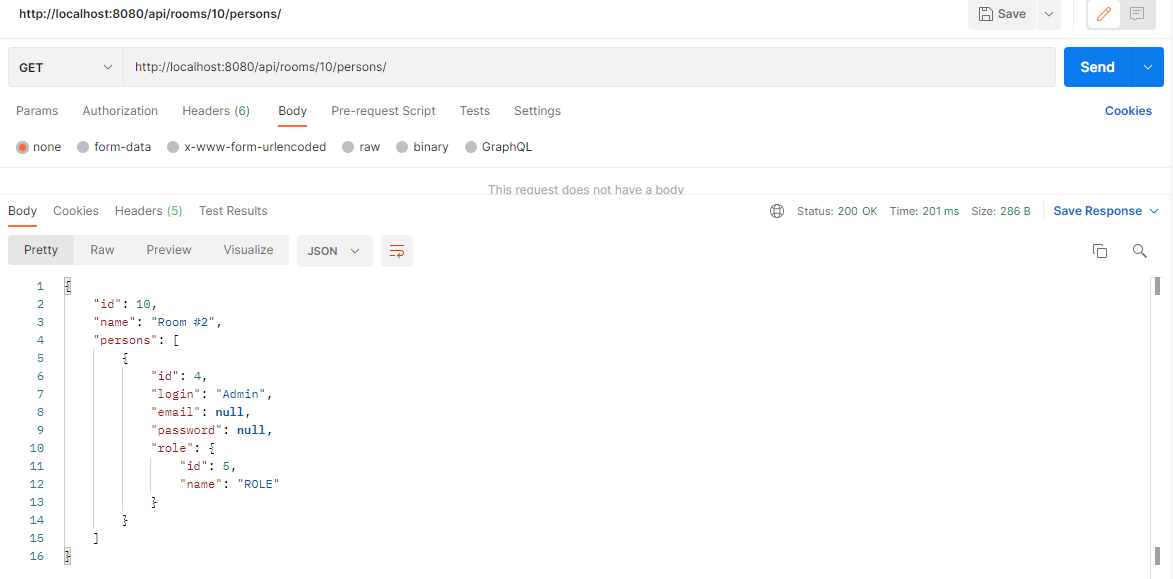 http://localhost:8080/api/rooms/10/persons/ Save
GET http://localhost:8080/api/rooms/10/persons/ Send
Params Authorization Headers (6) Body Pre-request Script Tests Settings Cookies
none form-data x-www-form-urlencoded raw binary GraphQL
This request does not have a body
Body Cookies Headers (5) Test Results Status: 200 OK Time: 201 ms Size: 286 B Save Response
Pretty Raw Preview Visualize JSON
1 {
2 "id": 10,
3 "name": "Room #2",
4 "persons": [
5 {
6 "id": 4,
7 "login": "Admin",
8 "email": null,
9 "password": null,
10 "role": {
11 "id": 5,
12 "name": "ROLE"
13 }
14 }
15 ]
16 }